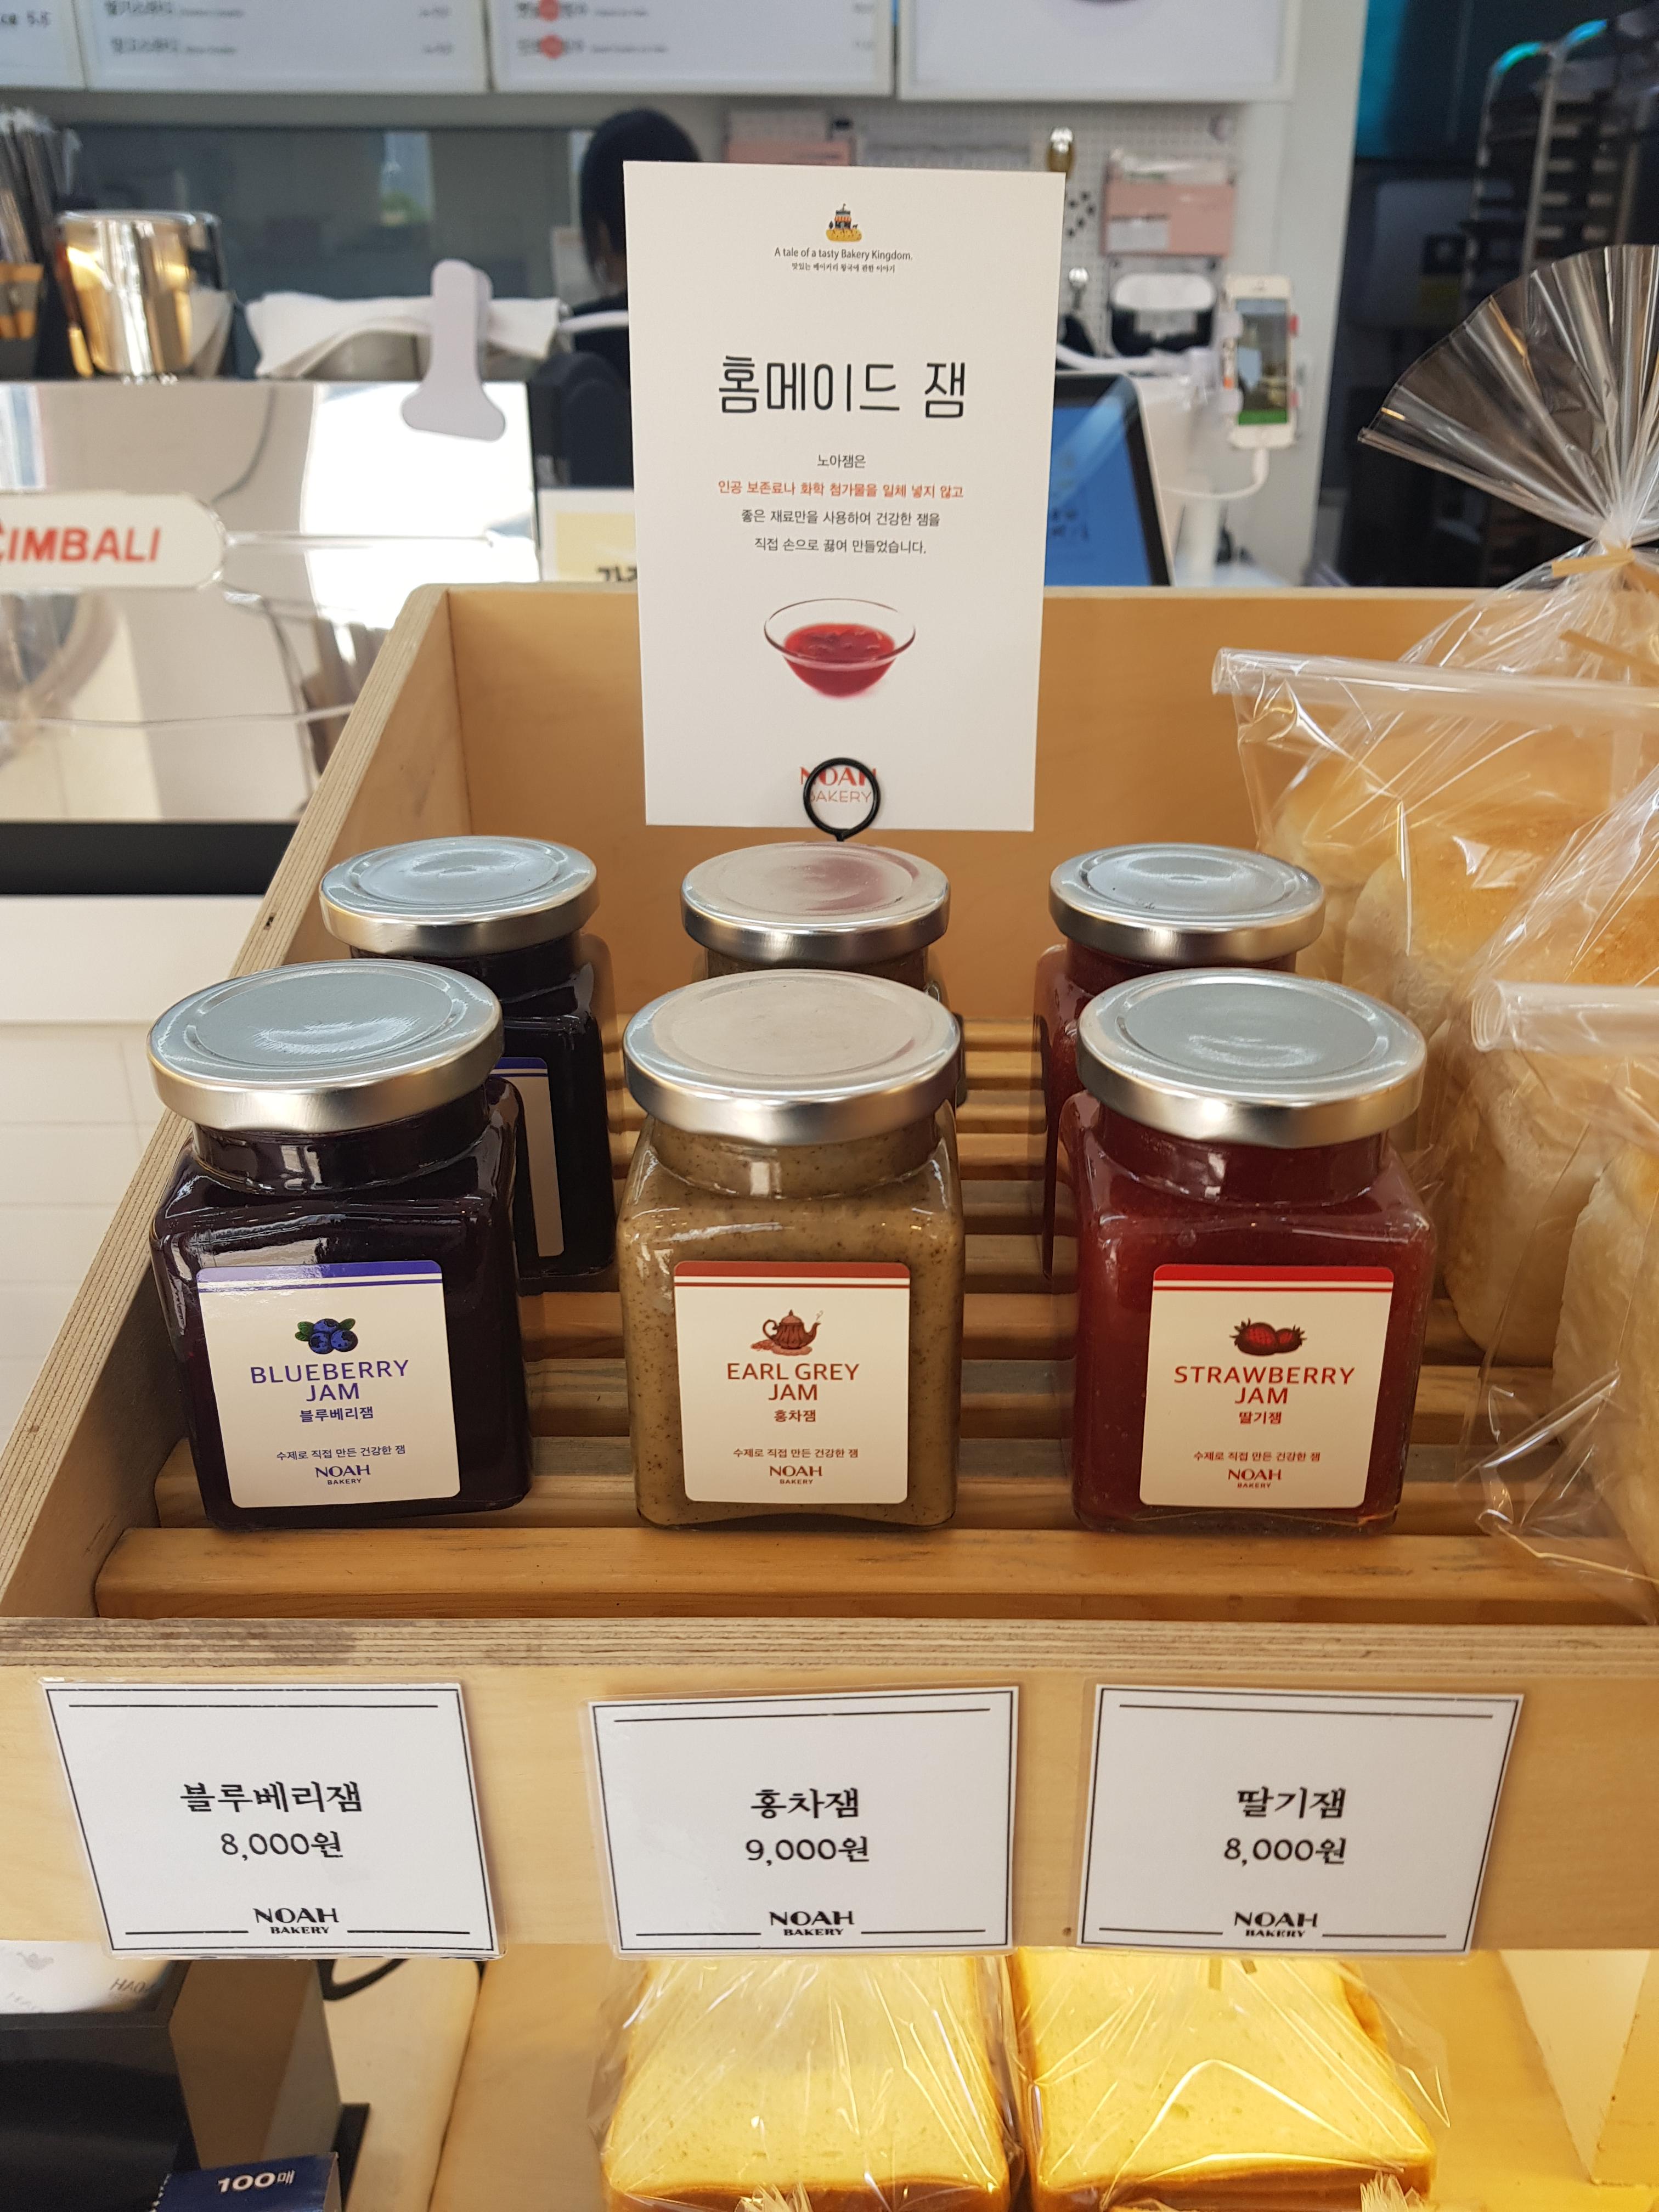 A tale of a tasty Bakery Kingdom.
맛있는 베이커리 왕국에 관한 이야기
홈메이드 잼
노아잼은
인공 보존료나 화학 첨가물을 일체 넣지 않고
좋은 재료만을 사용하여 건강한 잼을
직접 손으로 끓여 만들었습니다.
NOAH
BAKERY
CIMBALI
BLUEBERRY
JAM
블루베리잼
수제로 직접 만든 건강한 잼
NOAH
BAKERY
EARL GREY
JAM
홍차잼
수제로 직접 만든 건강한 잼
NOAH
BAKERY
STRAWBERRY
JAM
딸기잼
수제로 직접 만든 건강한 잼
NOAH
BAKERY
블루베리잼
8,000원
NOAH
BAKERY
홍차잼
9,000원
NOAH
BAKERY
딸기잼
8,000원
NOAH
BAKERY
100매